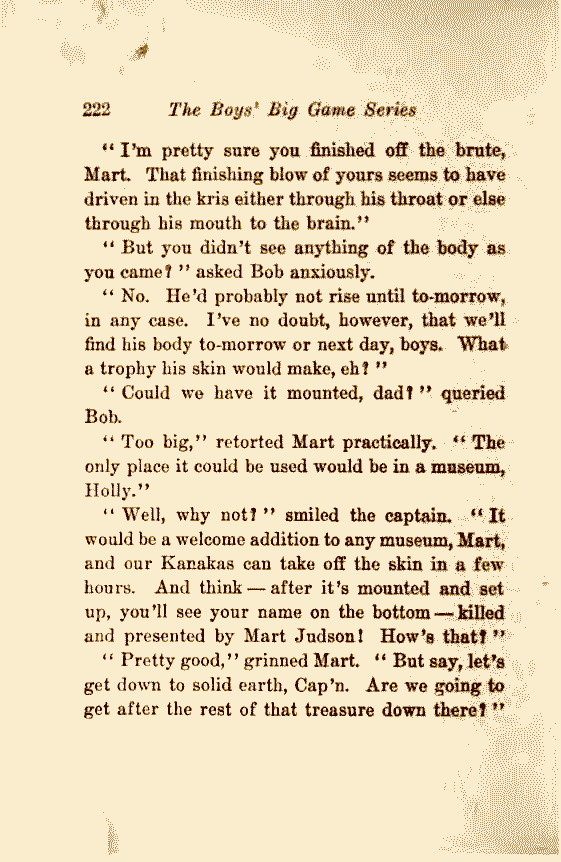 222 The Boys' Big Game Series
“ I’m pretty sure you finished off the brute,
Mart. That finishing blow of yours seems to have
driven in the kris either through his throat or else
through his mouth to the brain.”
“ But you didn’t see anything of the body as
you came? ” asked Bob anxiously.
“ No. He’d probably not rise until to-morrow,
in any case. I’ve no doubt, however, that we’ll
find his body to-morrow or next day, boys. What
a trophy his skin would make, eh? ”
“ Could we have it mounted, dad? ” queried
Bob.
“ Too big,” retorted Mart practically. “ The
only place it could be used would be in a museum,
Holly.”
“ Well, why not? ” smiled the captain. “ It
would be a welcome addition to any museum, Mart,
and our Kanakas can take off the skin in a few
hours. And think — after it’s mounted and set
up, you’ll see your name on the bottom — killed
and presented by Mart Judson! How’s that? ”
“ Pretty good,” grinned Mart. “ But say, let’s
get down to solid earth, Cap’n. Are we going to
get after the rest of that treasure down there? ”